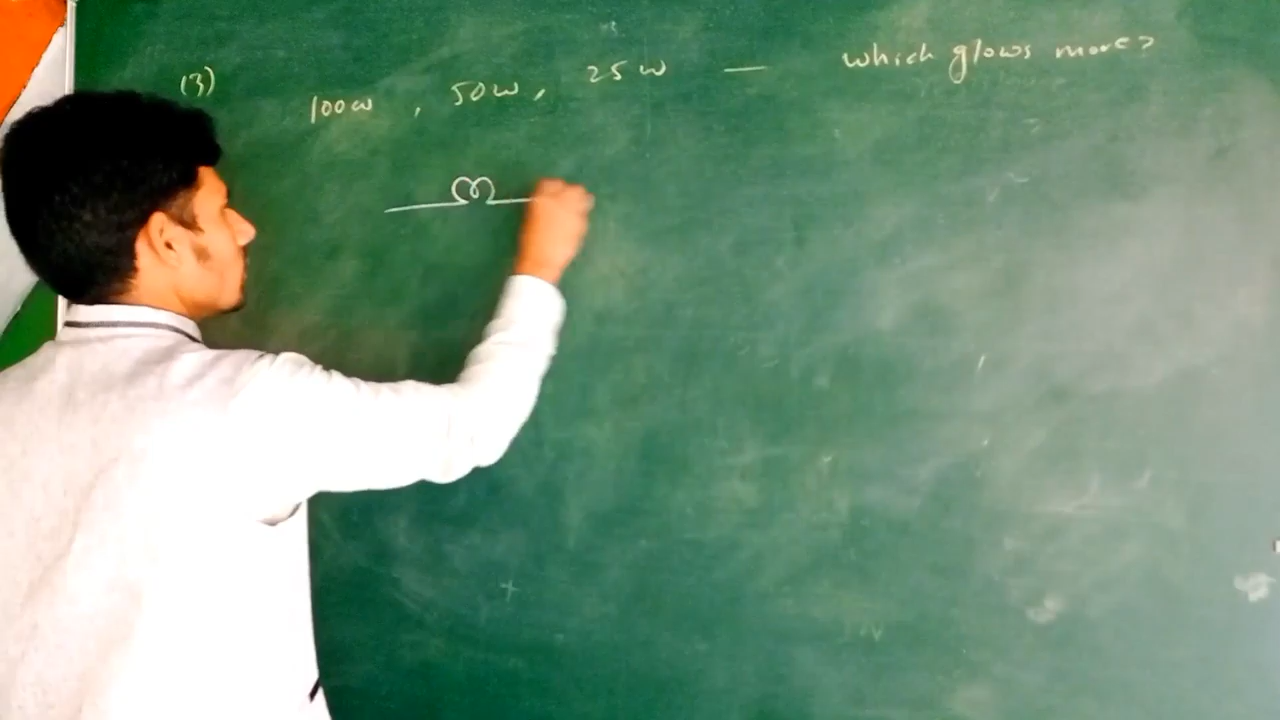 (3) 100w , 50w, 25w — which glows more?